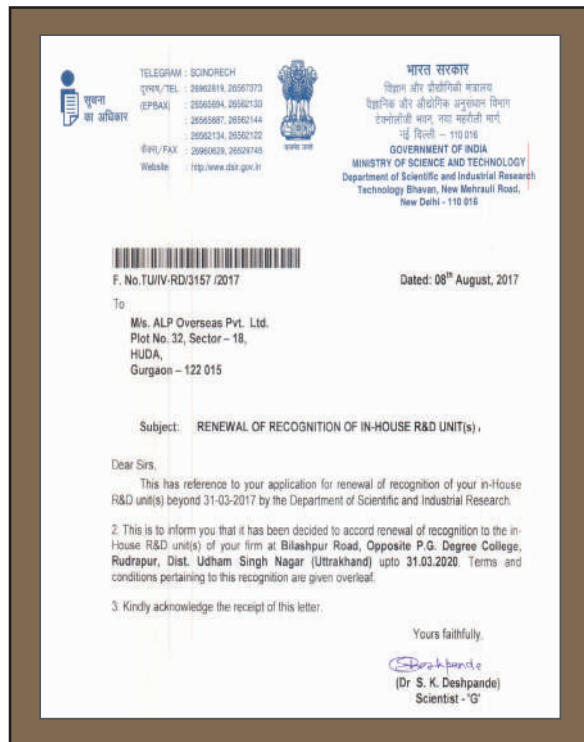 सूचना
का अधिकार
TELEGRAM : SCINDRECH
दूरभाष/TEL : 26962819, 26567373
(EPBAX) : 26565694, 26562133
: 26565687, 26562144
: 26562134, 26562122
फैक्स/FAX : 26960629, 26529745
Website : http:/www.dsir.gov.in
सत्यमेव जयते
भारत सरकार
विज्ञान और प्रौद्योगिकी मंत्रालय
वैज्ञानिक और औद्योगिक अनुसंधान विभाग
टेक्नोलॉजी भवन, नया महरौली मार्ग,
नई दिल्ली – 110 016
GOVERNMENT OF INDIA
MINISTRY OF SCIENCE AND TECHNOLOGY
Department of Scientific and Industrial Research
Technology Bhavan, New Mehrauli Road,
New Delhi - 110 016
F. No.TU/IV-RD/3157 /2017
Dated: 08th August, 2017
To
M/s. ALP Overseas Pvt. Ltd.
Plot No. 32, Sector – 18,
HUDA,
Gurgaon – 122 015
Subject: RENEWAL OF RECOGNITION OF IN-HOUSE R&D UNIT(s) .
Dear Sirs,
This has reference to your application for renewal of recognition of your in-House
R&D unit(s) beyond 31-03-2017 by the Department of Scientific and Industrial Research.
2. This is to inform you that it has been decided to accord renewal of recognition to the in-
House R&D unit(s) of your firm at Bilashpur Road, Opposite P.G. Degree College,
Rudrapur, Dist. Udham Singh Nagar (Uttrakhand) upto 31.03.2020. Terms and
conditions pertaining to this recognition are given overleaf.
3. Kindly acknowledge the receipt of this letter.
Yours faithfully,
SDeshpande
(Dr S. K. Deshpande)
Scientist - 'G'